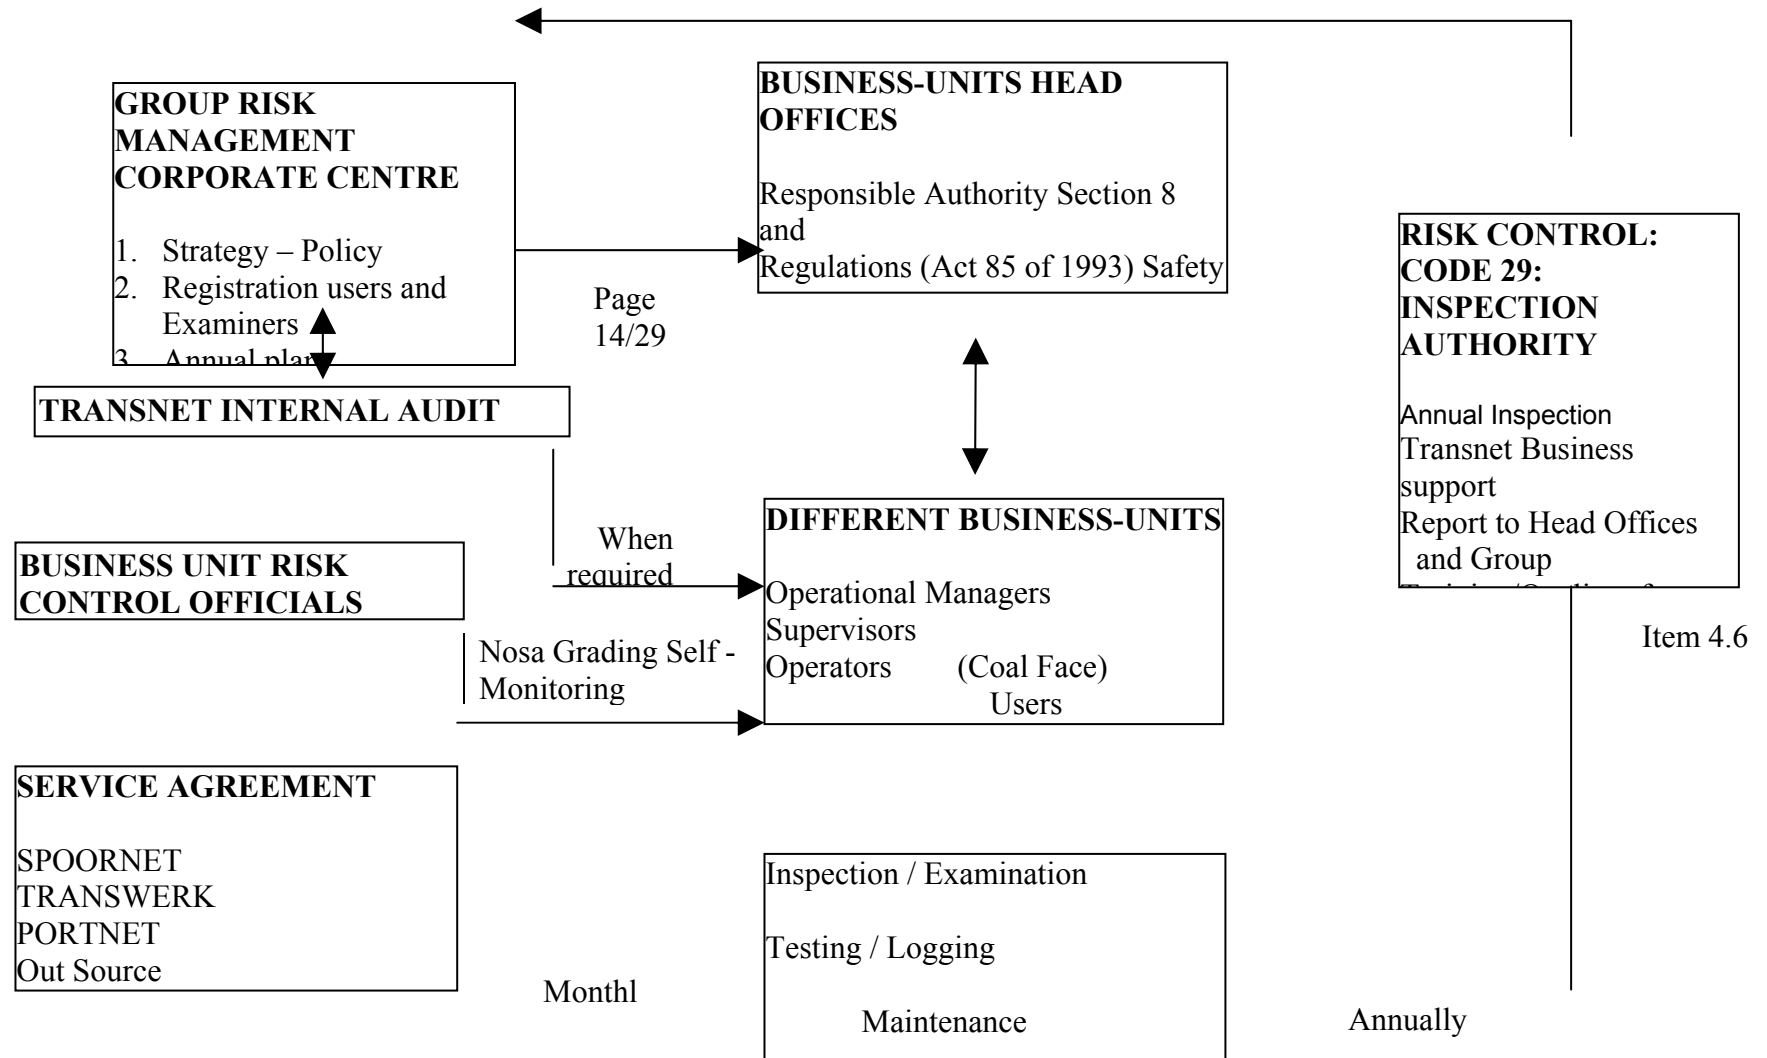 GROUP RISK
MANAGEMENT
CORPORATE CENTRE
1. Strategy – Policy
2. Registration users and
Examiners
3. Annual plan
BUSINESS-UNITS HEAD
OFFICES
Responsible Authority Section 8
and
Regulations (Act 85 of 1993) Safety
Page
14/29
RISK CONTROL:
CODE 29:
INSPECTION
AUTHORITY
Annual Inspection
Transnet Business
support
Report to Head Offices
and Group
TRANSNET INTERNAL AUDIT
When
required
BUSINESS UNIT RISK
CONTROL OFFICIALS
DIFFERENT BUSINESS-UNITS
Operational Managers
Supervisors
Operators (Coal Face)
Users
Nosa Grading Self -
Monitoring
Item 4.6
SERVICE AGREEMENT
SPOORNET
TRANSWERK
PORTNET
Out Source
Inspection / Examination
Testing / Logging
Maintenance
Monthl
Annually